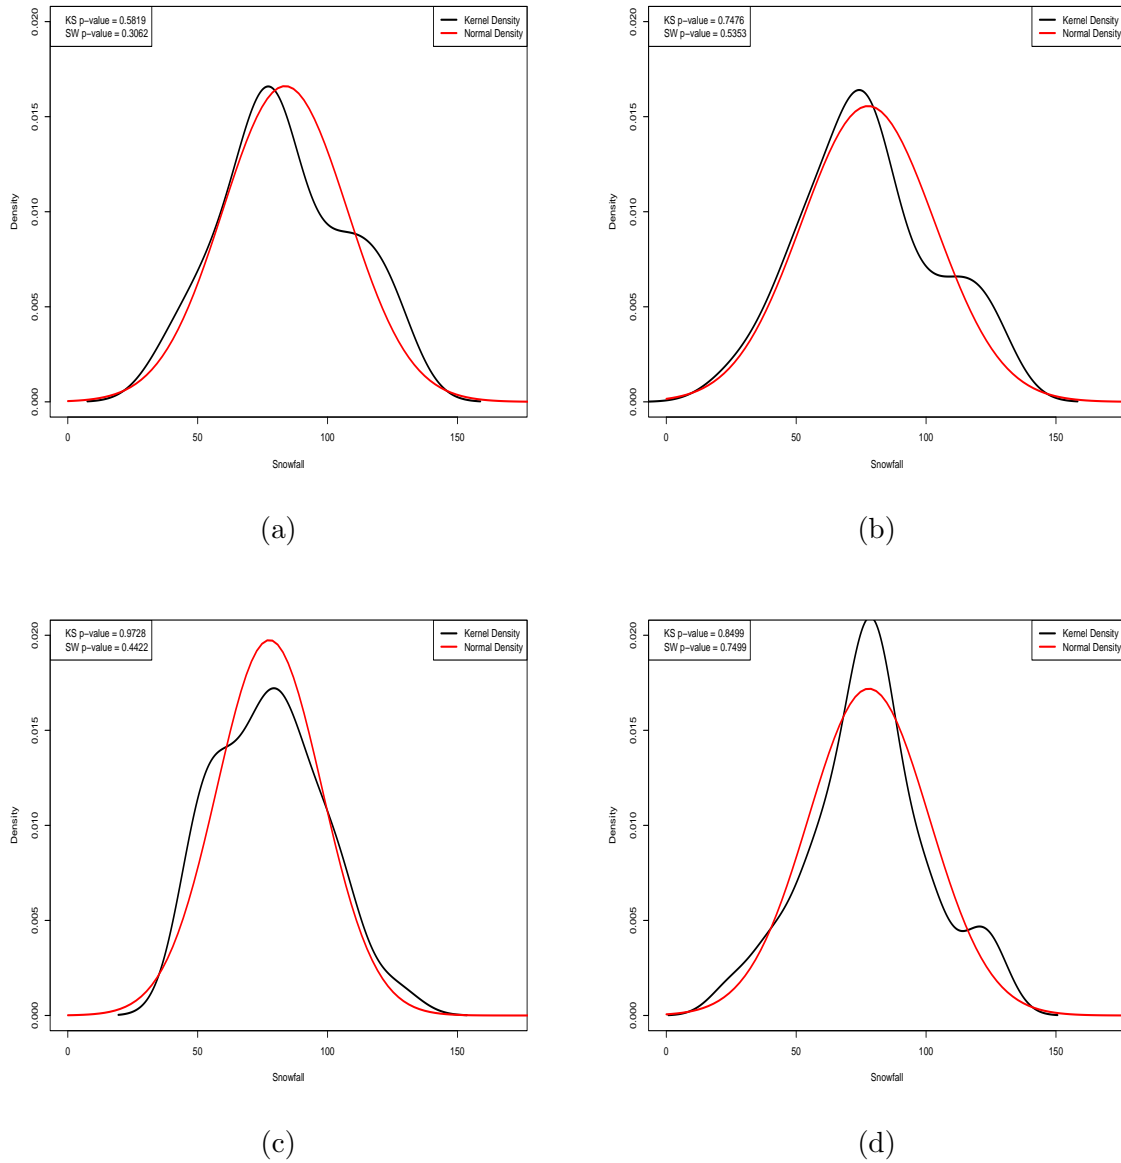 KS p-value = 0.5819
SW p-value = 0.3062
Kernel Density
Normal Density
0.020
0.015
0.010
0.005
0.000
Density
0 50 100 150
Snowfall
(a)
KS p-value = 0.7476
SW p-value = 0.5353
Kernel Density
Normal Density
0.020
0.015
0.010
0.005
0.000
Density
0 50 100 150
Snowfall
(b)
KS p-value = 0.9728
SW p-value = 0.4422
Kernel Density
Normal Density
0.020
0.015
0.010
0.005
0.000
Density
0 50 100 150
Snowfall
(c)
KS p-value = 0.8499
SW p-value = 0.7499
Kernel Density
Normal Density
0.020
0.015
0.010
0.005
0.000
Density
0 50 100 150
Snowfall
(d)